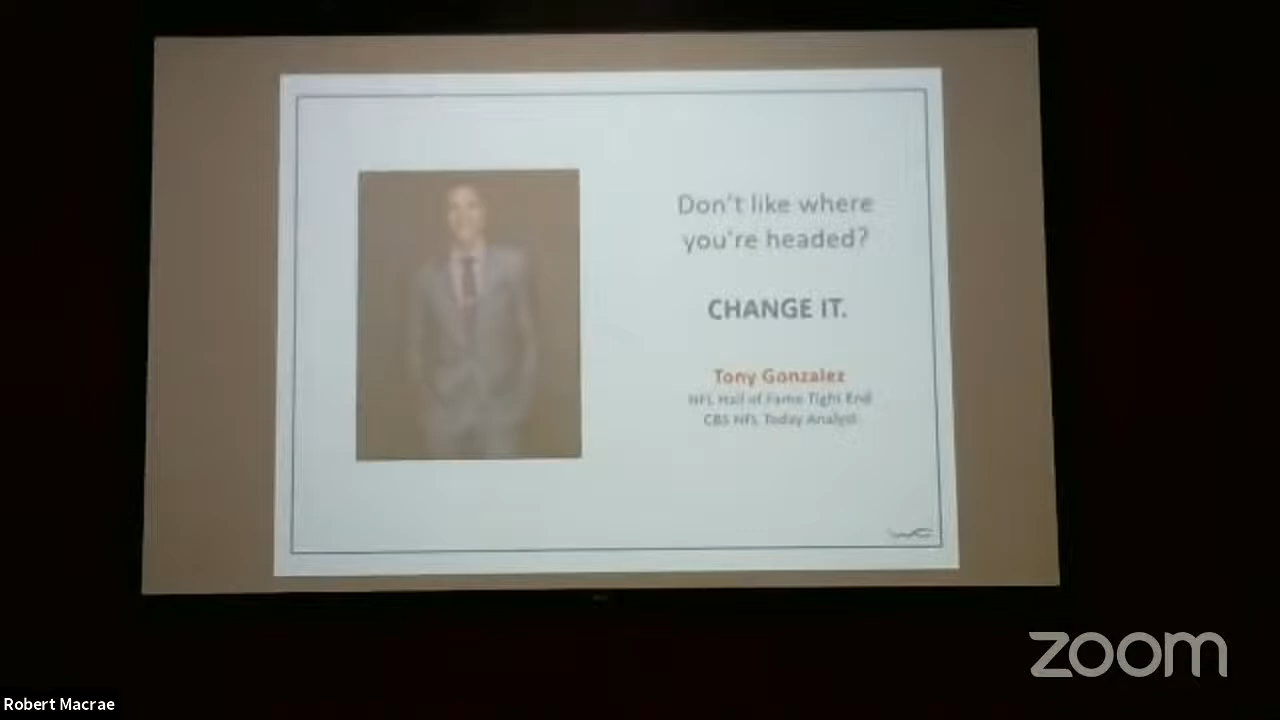 Don't like where
you're headed?
CHANGE IT.
Tony Gonzalez
NFL Hall of Fame Tight End
CBS NFL Today Analyst
zoom
Robert Macrae